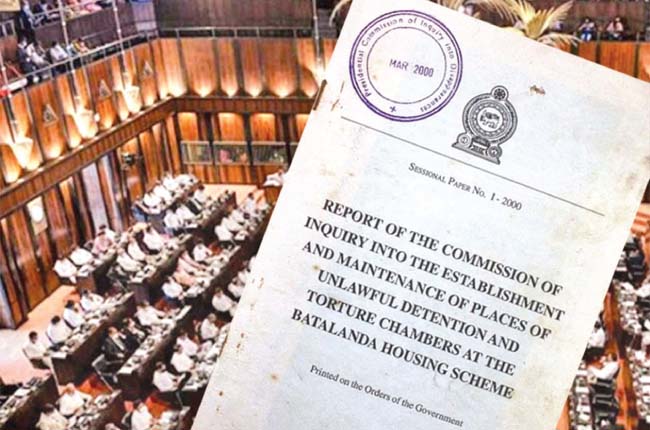 Presidential Commission of Inquiry into Disappearances
MAR 2000
SESSIONAL PAPER NO. 1 - 2000
REPORT OF THE COMMISSION OF
INQUIRY INTO THE ESTABLISHMENT
AND MAINTENANCE OF PLACES OF
UNLAWFUL DETENTION AND
TORTURE CHAMBERS AT THE
BATALANDA HOUSING SCHEME
Printed on the Orders of the Government